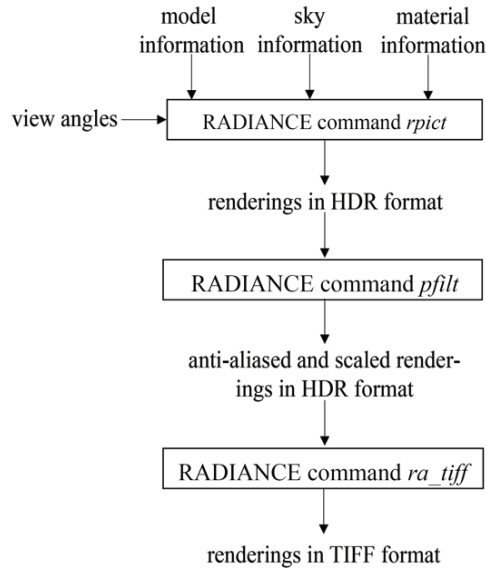 model
information
sky
information
material
information
view angles
RADIANCE command rpict
renderings in HDR format
RADIANCE command pfilt
anti-aliased and scaled render-
ings in HDR format
RADIANCE command ra_tiff
renderings in TIFF format